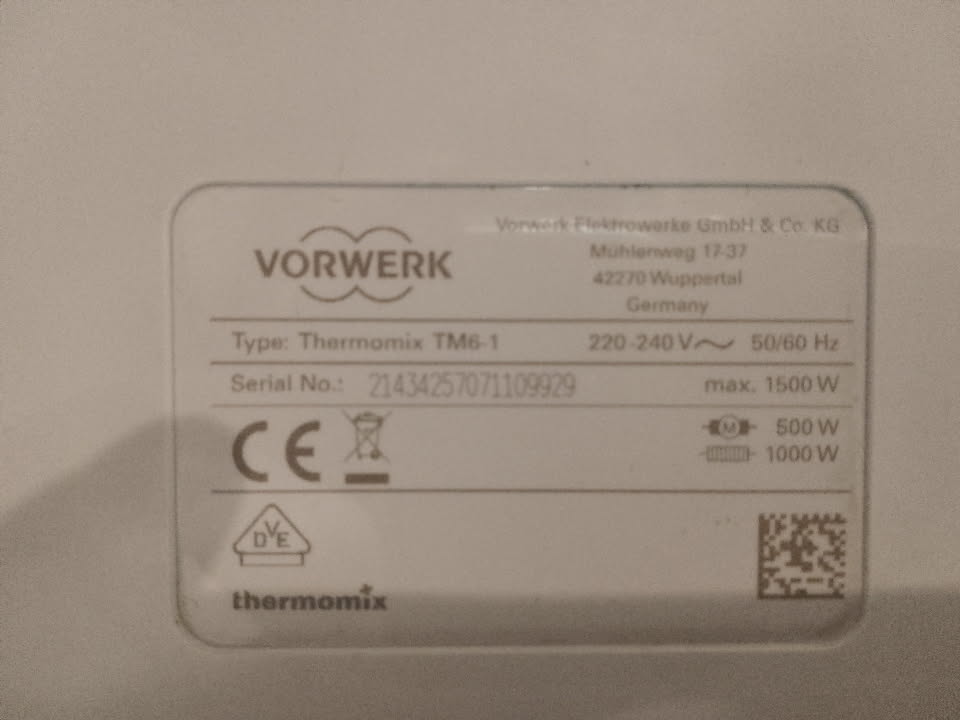 VORWERK
Vorwerk Elektrowerke GmbH & Co. KG
Mühlenweg 17-37
42270 Wuppertal
Germany
Type: Thermomix TM6-1 220-240 V 50/60 Hz
Serial No.: 21434257071109929 max. 1500 W
M 500 W
CE 1000 W
DVE
thermomix